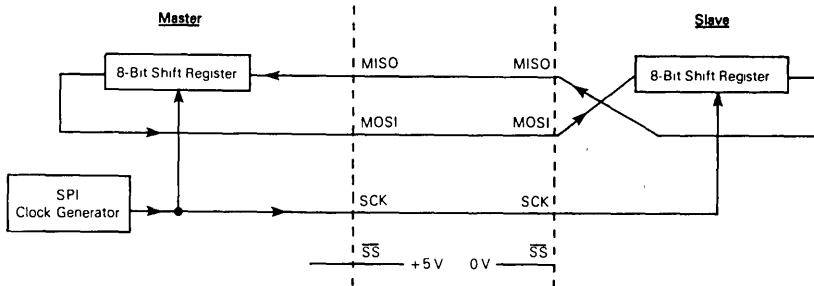 Master
Slave
8-Bit Shift Register
MISO
MISO
8-Bit Shift Register
MOSI
MOSI
SPI
Clock Generator
SCK
SCK
SS
+5 V
0 V
SS